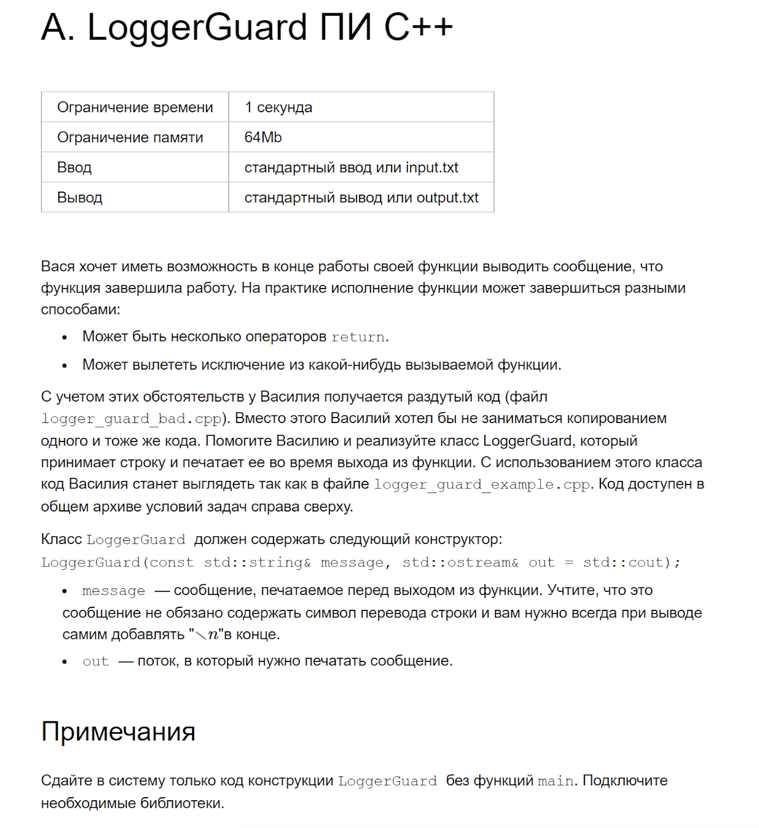 A. LoggerGuard ПИ C++
Ограничение времени 1 секунда
Ограничение памяти 64Mb
Ввод стандартный ввод или input.txt
Вывод стандартный вывод или output.txt
Вася хочет иметь возможность в конце работы своей функции выводить сообщение, что
функция завершила работу. На практике исполнение функции может завершиться разными
способами:
• Может быть несколько операторов return.
• Может вылететь исключение из какой-нибудь вызываемой функции.
С учетом этих обстоятельств у Василия получается раздутый код (файл
logger_guard_bad.cpp). Вместо этого Василий хотел бы не заниматься копированием
одного и тоже же кода. Помогите Василию и реализуйте класс LoggerGuard, который
принимает строку и печатает ее во время выхода из функции. С использованием этого класса
код Василия станет выглядеть так как в файле logger_guard_example.cpp. Код доступен в
общем архиве условий задач справа сверху.
Класс LoggerGuard должен содержать следующий конструктор:
LoggerGuard(const std::string& message, std::ostream& out = std::cout);
• message — сообщение, печатаемое перед выходом из функции. Учтите, что это
сообщение не обязано содержать символ перевода строки и вам нужно всегда при выводе
самим добавлять "\n"в конце.
• out — поток, в который нужно печатать сообщение.
Примечания
Сдайте в систему только код конструкции LoggerGuard без функций main. Подключите
необходимые библиотеки.